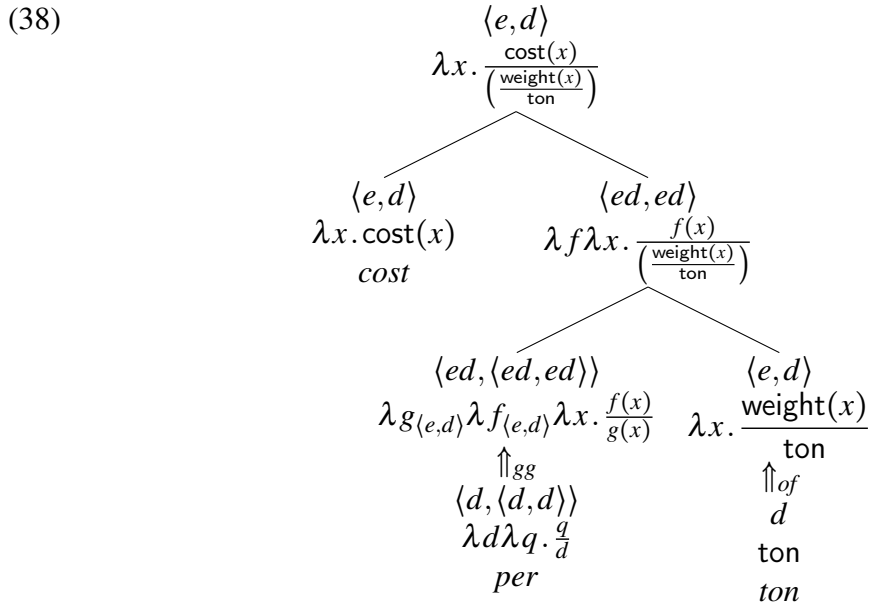 (38)
⟨e,d⟩
λx. cost(x) / (weight(x) / ton)
⟨e,d⟩ ⟨ed,ed⟩
λx.cost(x) λfλx. f(x) / (weight(x) / ton)
cost
⟨ed,⟨ed,ed⟩⟩ ⟨e,d⟩
λg⟨e,d⟩λf⟨e,d⟩λx. f(x) / g(x) λx. weight(x) / ton
⇑gg ⇑of
⟨d,⟨d,d⟩⟩ d
λdλq. q / d ton
per ton